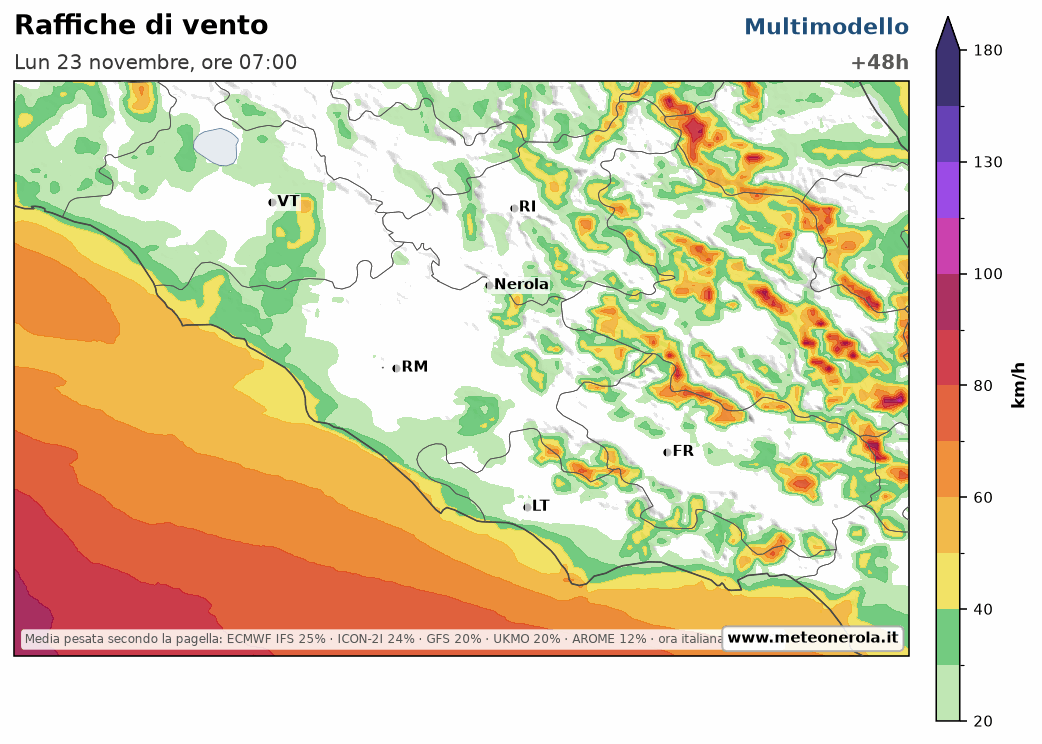 Raffiche di vento
Multimodello
Lun 23 novembre, ore 07:00
+48h
180
130
100
80
60
40
20
km/h
VT
RI
Nerola
RM
FR
LT
Media pesata secondo la pagella: ECMWF IFS 25% · ICON-2I 24% · GFS 20% · UKMO 20% · AROME 12% · ora italiana
www.meteonerola.it